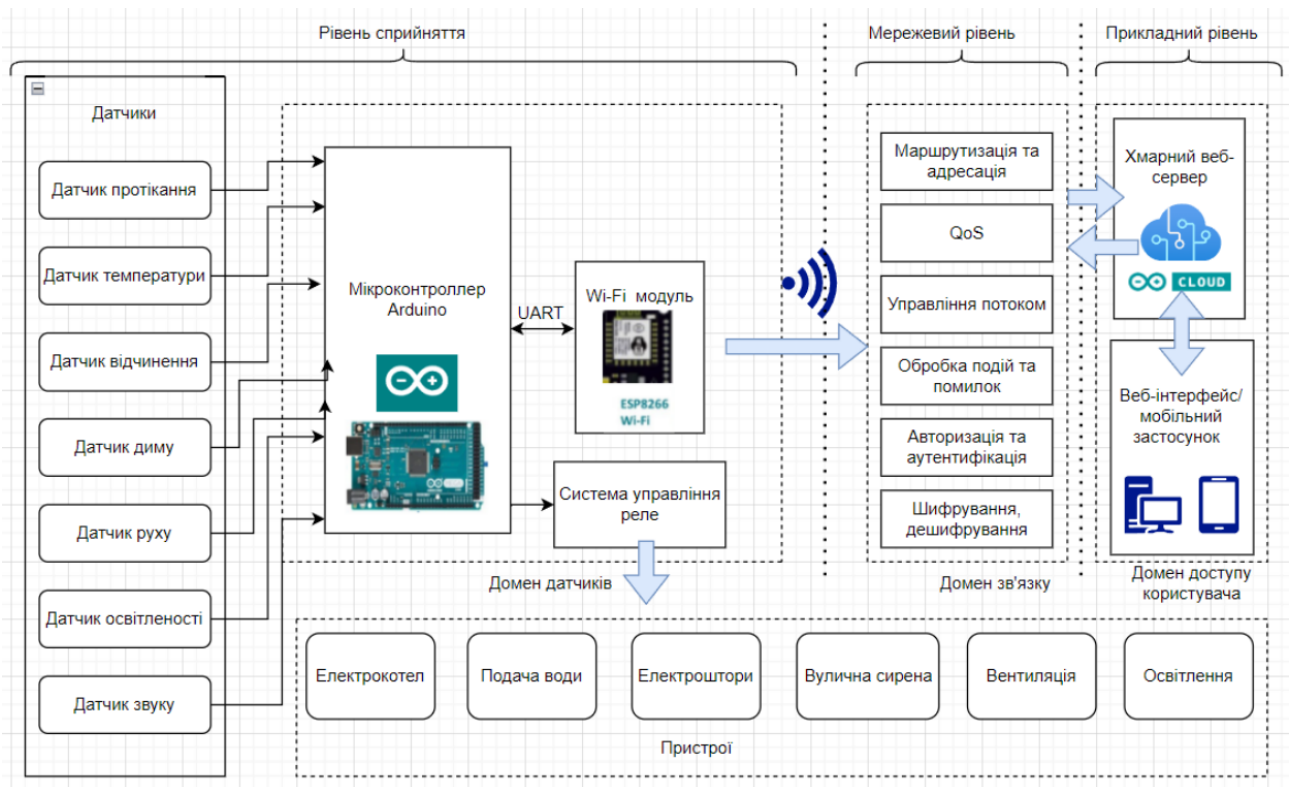 Рівень сприйняття
Мережевий рівень
Прикладний рівень
Датчики
Датчик протікання
Датчик температури
Датчик відчинення
Датчик диму
Датчик руху
Датчик освітленості
Датчик звуку
Мікроконтроллер
Arduino
UART
Wi-Fi модуль
ESP8266
Wi-Fi
Система управління
реле
Домен датчиків
Маршрутизація та
адресація
QoS
Управління потоком
Обробка подій та
помилок
Авторизація та
аутентифікація
Шифрування,
дешифрування
Домен зв'язку
Хмарний веб-
сервер
CLOUD
Веб-інтерфейс/
мобільний
застосунок
Домен доступу
користувача
Електрокотел
Подача води
Електроштори
Вулична сирена
Вентиляція
Освітлення
Пристрої